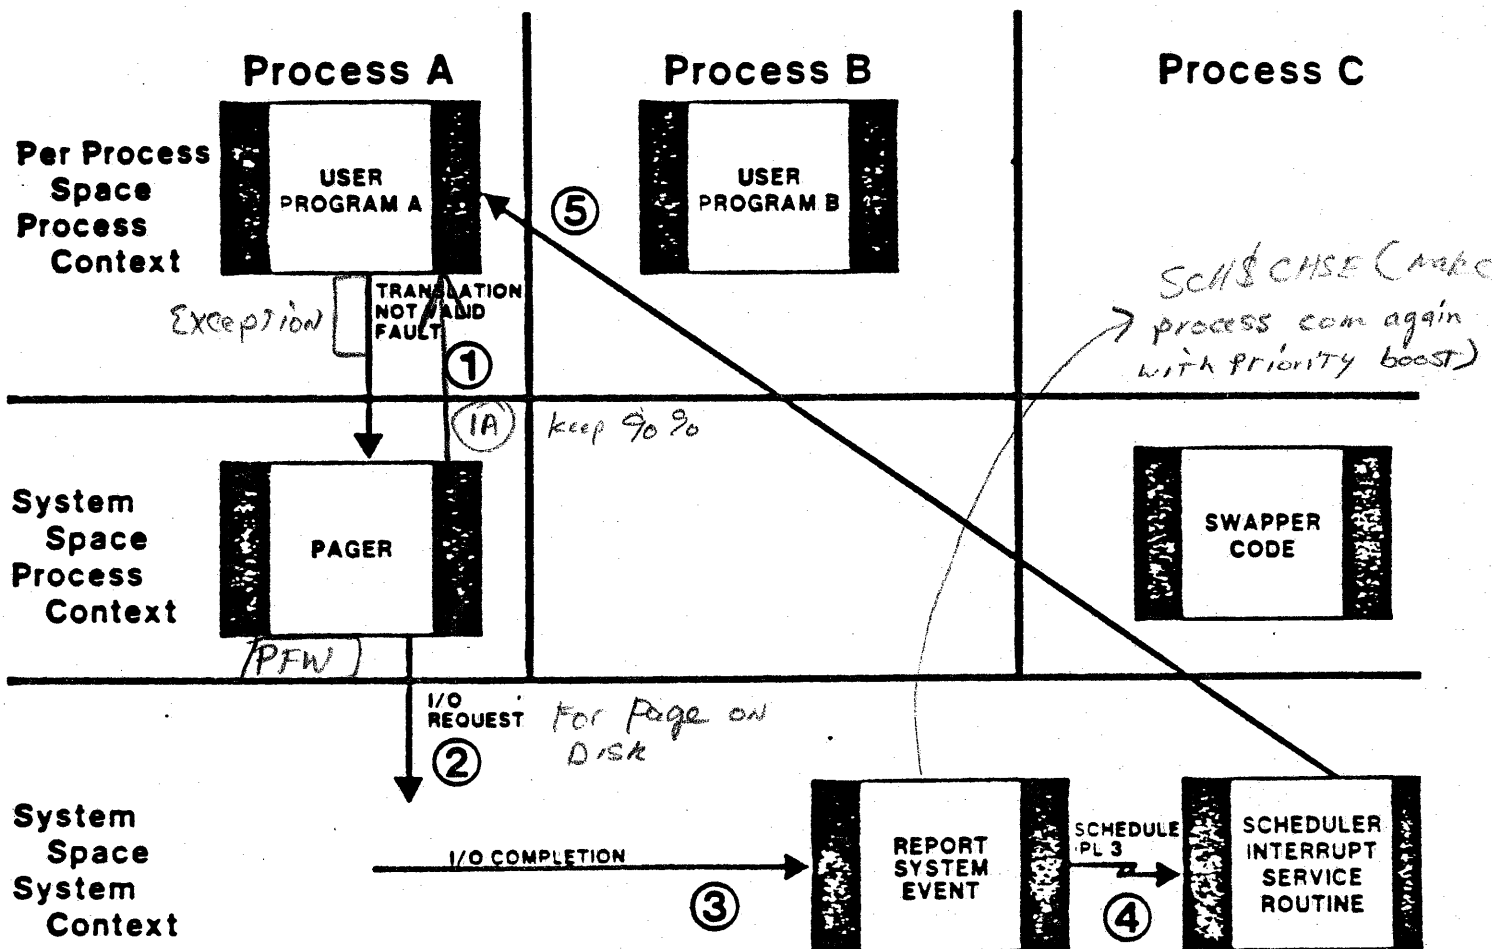 Process A
Process B
Process C
Per Process
Space
Process
Context
USER
PROGRAM A
USER
PROGRAM B
⑤
Exception
TRANSLATION
NOT VALID
FAULT
①
process com again
with priority boost)
1A
keep
System
Space
Process
Context
PAGER
SWAPPER
CODE
PFW
I/O
REQUEST
②
For page on
Disk
System
Space
System
Context
I/O COMPLETION
③
REPORT
SYSTEM
EVENT
SCHEDULE
IPL 3
④
SCHEDULER
INTERRUPT
SERVICE
ROUTINE